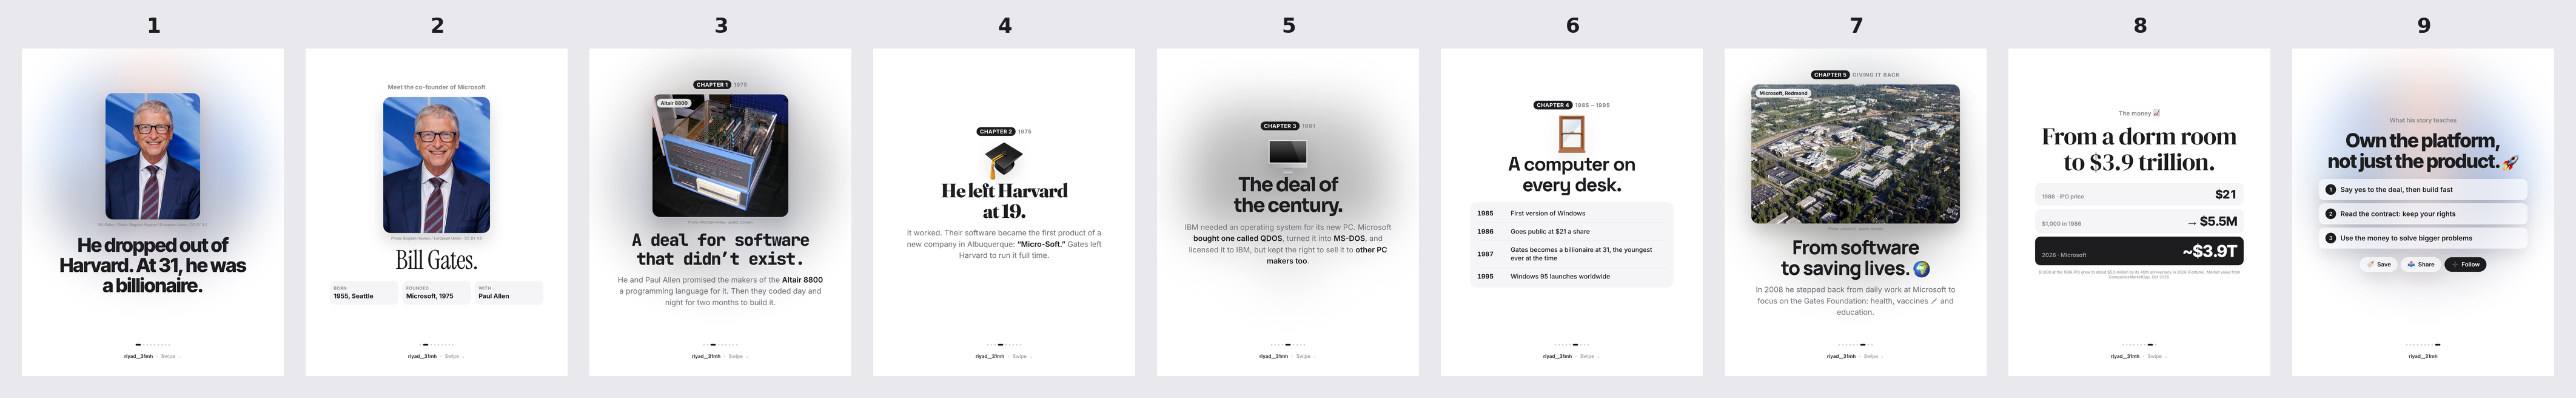 1
He dropped out of
Harvard. At 31, he was
a billionaire.
riyad__31mh · Swipe →
2
Meet the co-founder of Microsoft
Photo: Bogdan Hoyaux / European Union · CC BY 4.0
Bill Gates.
BORN
1955, Seattle
FOUNDED
Microsoft, 1975
WITH
Paul Allen
riyad__31mh · Swipe →
3
CHAPTER 1 1975
Altair 8800
A deal for software
that didn't exist.
He and Paul Allen promised the makers of the Altair 8800
a programming language for it. Then they coded day and
night for two months to build it.
riyad__31mh · Swipe →
4
CHAPTER 2 1975
He left Harvard
at 19.
It worked. Their software became the first product of a
new company in Albuquerque: "Micro-Soft." Gates left
Harvard to run it full time.
riyad__31mh · Swipe →
5
CHAPTER 3 1981
The deal of
the century.
IBM needed an operating system for its new PC. Microsoft
bought one called QDOS, turned it into MS-DOS, and
licensed it to IBM, but kept the right to sell it to other PC
makers too.
riyad__31mh · Swipe →
6
CHAPTER 4 1985 – 1995
A computer on
every desk.
1985 First version of Windows
1986 Goes public at $21 a share
1987 Gates becomes a billionaire at 31, the youngest
ever at the time
1995 Windows 95 launches worldwide
riyad__31mh · Swipe →
7
CHAPTER 5 GIVING IT BACK
Microsoft, Redmond
From software
to saving lives. 🌍
In 2008 he stepped back from daily work at Microsoft to
focus on the Gates Foundation: health, vaccines 💉 and
education.
riyad__31mh · Swipe →
8
The money 📈
From a dorm room
to $3.9 trillion.
1986 · IPO price $21
$1,000 in 1986 → $5.5M
2026 · Microsoft ~$3.9T
riyad__31mh · Swipe →
9
What his story teaches
Own the platform,
not just the product. 🚀
1 Say yes to the deal, then build fast
2 Read the contract: keep your rights
3 Use the money to solve bigger problems
Save
Share
Follow
riyad__31mh